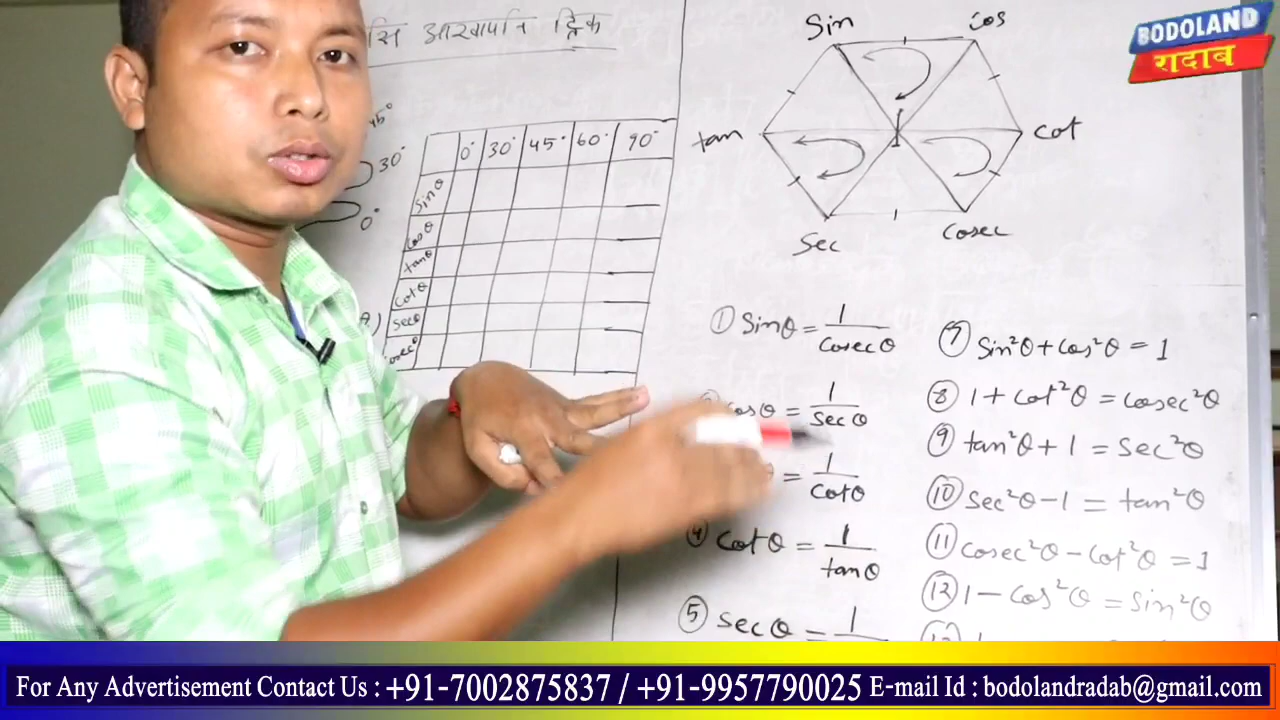 आखापनि ट्रिक
BODOLAND
रादाब
Sin
Cos
tan
1
Cot
Sec
Cosec
45°
30°
0°
0° 30° 45° 60° 90°
Sinθ
Cosθ
tanθ
Cotθ
Secθ
Cosecθ
① Sinθ = 1/Cosecθ
Cosθ = 1/Secθ
θ = 1/Cotθ
④ Cotθ = 1/tanθ
⑤ Secθ = 1
⑦ Sin²θ + Cos²θ = 1
⑧ 1 + Cot²θ = Cosec²θ
⑨ tan²θ + 1 = Sec²θ
⑩ Sec²θ - 1 = tan²θ
⑪ Cosec²θ - Cot²θ = 1
⑫ 1 - Cos²θ = Sin²θ
For Any Advertisement Contact Us : +91-7002875837 / +91-9957790025 E-mail Id : bodolandradab@gmail.com